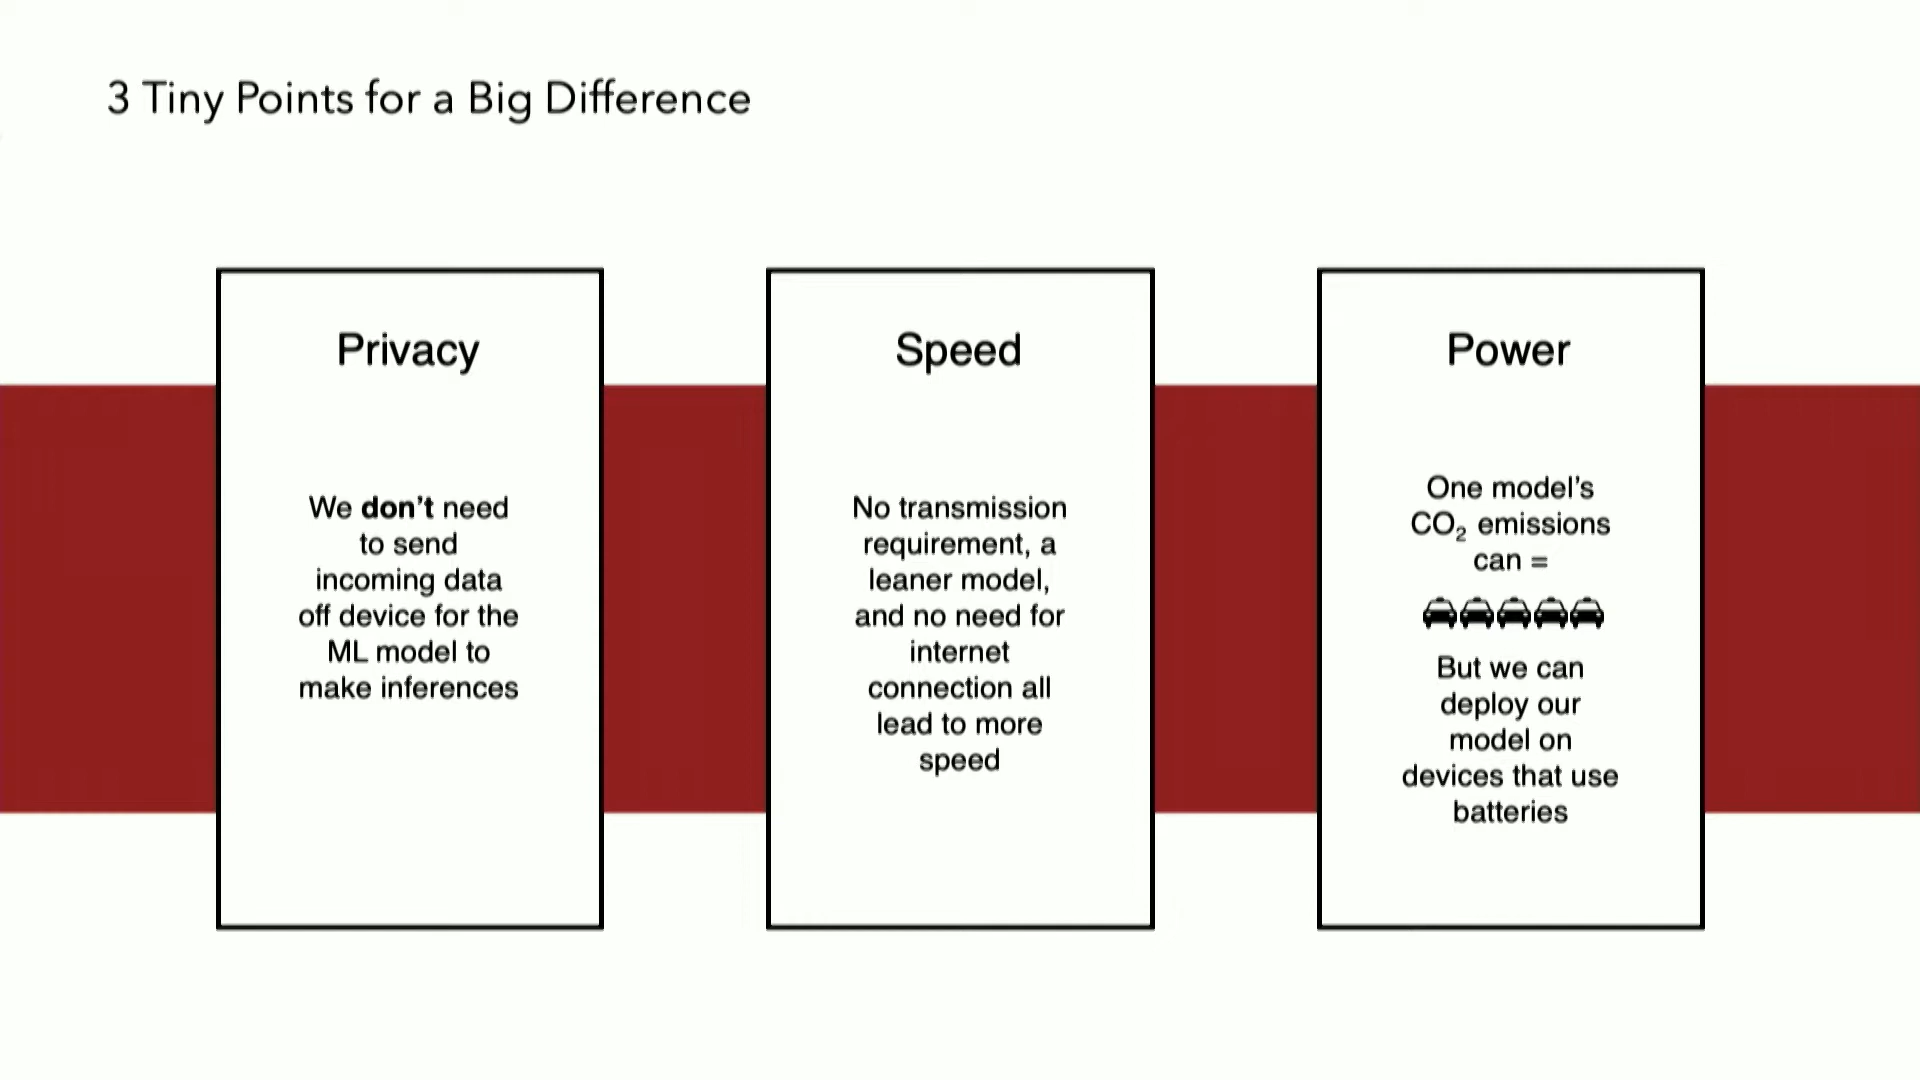 3 Tiny Points for a Big Difference
Privacy
We don’t need
to send
incoming data
off device for the
ML model to
make inferences
Speed
No transmission
requirement, a
leaner model,
and no need for
internet
connection all
lead to more
speed
Power
One model’s
CO₂ emissions
can =
But we can
deploy our
model on
devices that use
batteries